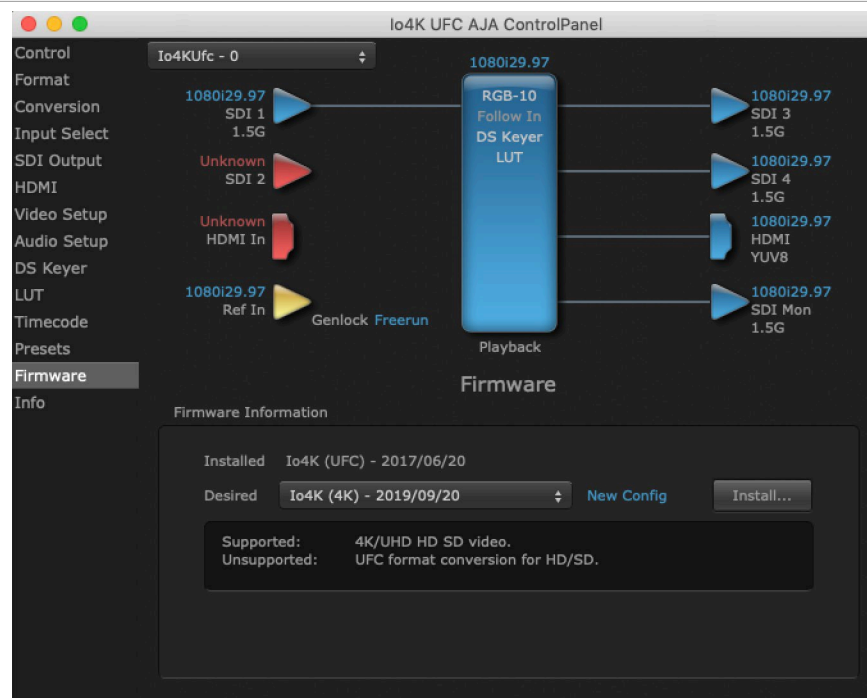 Io4K UFC AJA ControlPanel
Control
Format
Conversion
Input Select
SDI Output
HDMI
Video Setup
Audio Setup
DS Keyer
LUT
Timecode
Presets
Firmware
Info
Io4KUfc - 0
1080i29.97
1080i29.97
SDI 1
1.5G
Unknown
SDI 2
Unknown
HDMI In
1080i29.97
Ref In
Genlock Freerun
RGB-10
Follow In
DS Keyer
LUT
Playback
1080i29.97
SDI 3
1.5G
1080i29.97
SDI 4
1.5G
1080i29.97
HDMI
YUV8
1080i29.97
SDI Mon
1.5G
Firmware
Firmware Information
Installed Io4K (UFC) - 2017/06/20
Desired Io4K (4K) - 2019/09/20 New Config Install...
Supported: 4K/UHD HD SD video.
Unsupported: UFC format conversion for HD/SD.